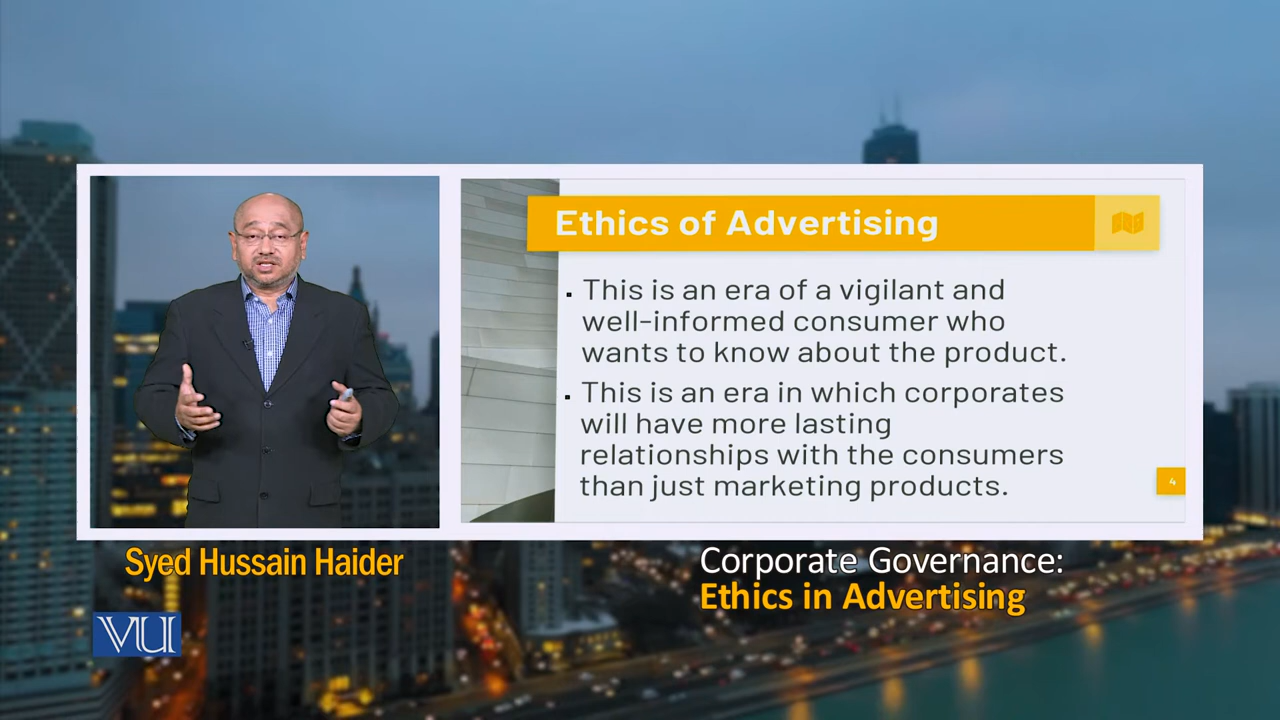 Ethics of Advertising
This is an era of a vigilant and
well-informed consumer who
wants to know about the product.
This is an era in which corporates
will have more lasting
relationships with the consumers
than just marketing products.
4
Syed Hussain Haider
Corporate Governance:
Ethics in Advertising
VU